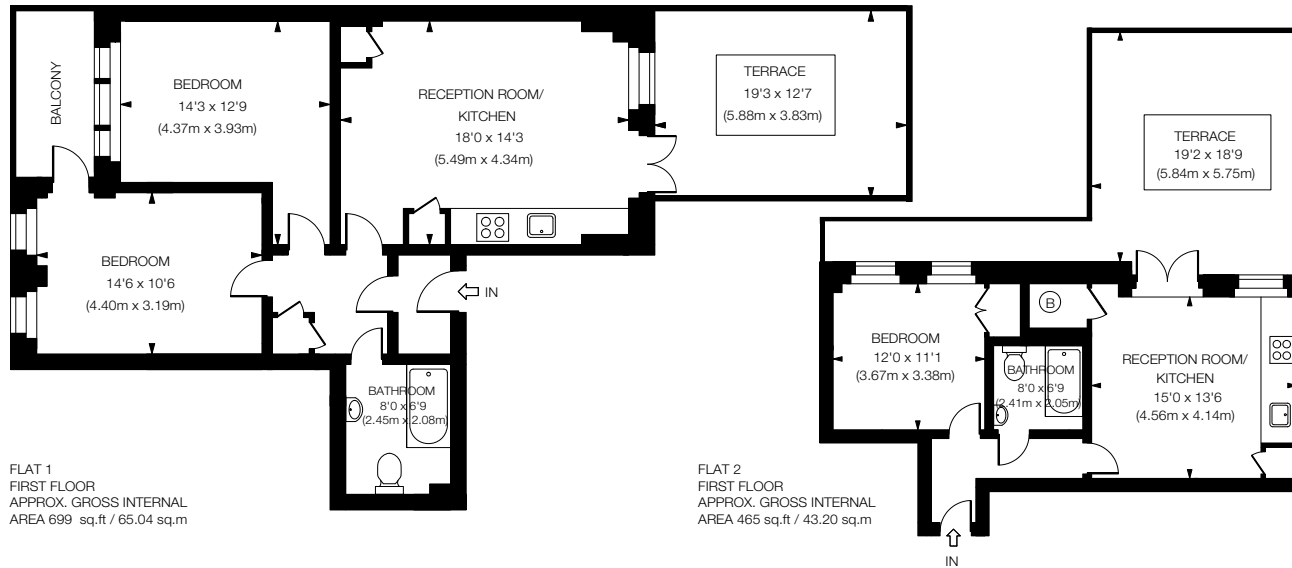 BALCONY
BEDROOM
14'3 x 12'9
(4.37m x 3.93m)
RECEPTION ROOM/
KITCHEN
18'0 x 14'3
(5.49m x 4.34m)
TERRACE
19'3 x 12'7
(5.88m x 3.83m)
BEDROOM
14'6 x 10'6
(4.40m x 3.19m)
IN
BATHROOM
8'0 x 6'9
(2.45m x 2.08m)
FLAT 1
FIRST FLOOR
APPROX. GROSS INTERNAL
AREA 699 sq.ft / 65.04 sq.m
TERRACE
19'2 x 18'9
(5.84m x 5.75m)
B
BEDROOM
12'0 x 11'1
(3.67m x 3.38m)
BATHROOM
8'0 x 6'9
(2.41m x 2.05m)
RECEPTION ROOM/
KITCHEN
15'0 x 13'6
(4.56m x 4.14m)
FLAT 2
FIRST FLOOR
APPROX. GROSS INTERNAL
AREA 465 sq.ft / 43.20 sq.m
IN